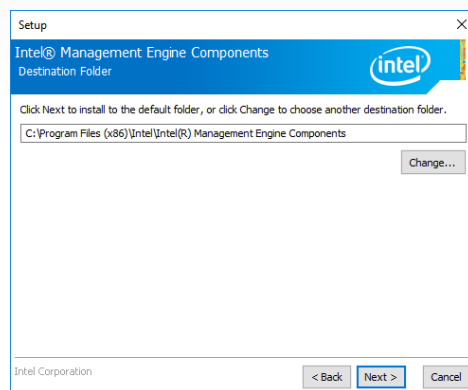 Setup
Intel® Management Engine Components
Destination Folder
intel
Click Next to install to the default folder, or click Change to choose another destination folder.
C:\Program Files (x86)\Intel\Intel(R) Management Engine Components
Change...
Intel Corporation
< Back
Next >
Cancel